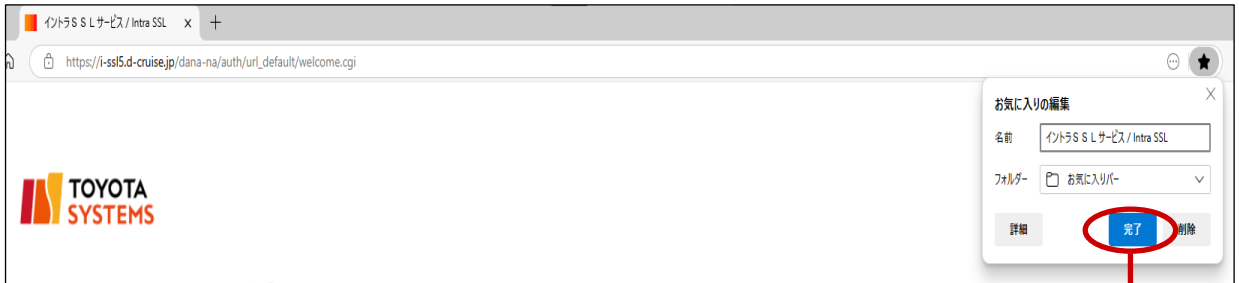 イントラＳＳＬサービス / Intra SSL
https://i-ssl5.d-cruise.jp/dana-na/auth/url_default/welcome.cgi
お気に入りの編集
名前 イントラＳＳＬサービス / Intra SSL
フォルダー お気に入りバー
詳細 完了 削除
TOYOTA
SYSTEMS